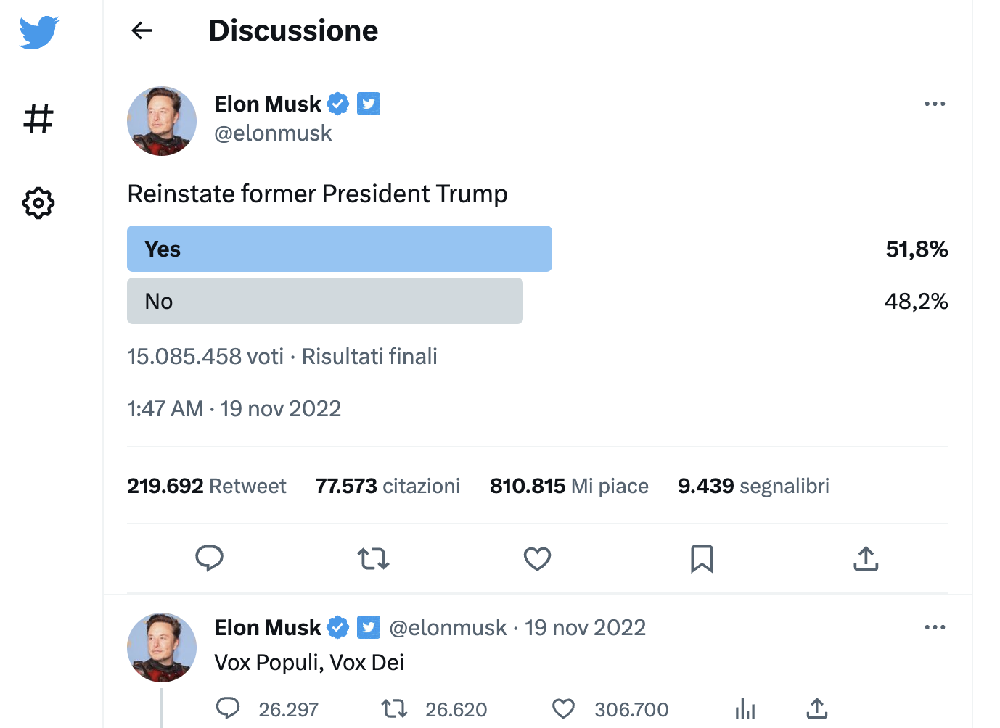 Discussione
Elon Musk
@elonmusk
Reinstate former President Trump
Yes 51,8%
No 48,2%
15.085.458 voti · Risultati finali
1:47 AM · 19 nov 2022
219.692 Retweet 77.573 citazioni 810.815 Mi piace 9.439 segnalibri
Elon Musk @elonmusk · 19 nov 2022
Vox Populi, Vox Dei
26.297 26.620 306.700